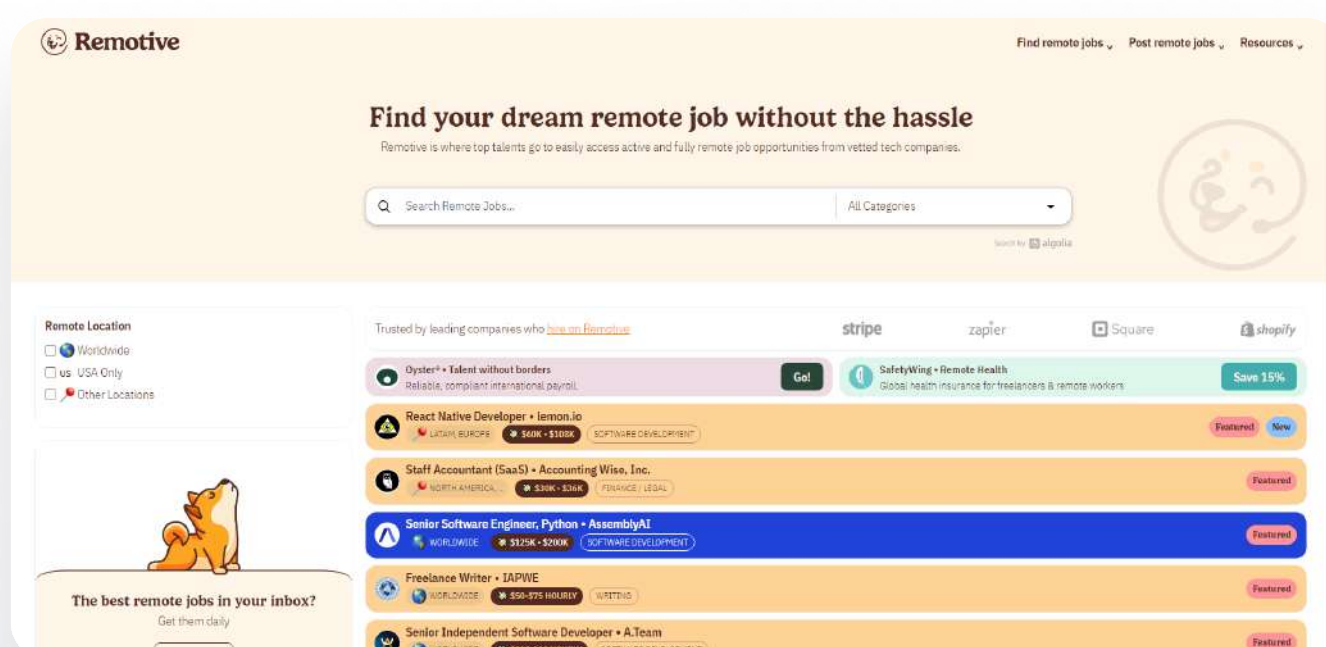 Remotive
Find remote jobs
Post remote jobs
Resources
Find your dream remote job without the hassle
Remotive is where top talents go to easily access active and fully remote job opportunities from vetted tech companies.
Search Remote Jobs...
All Categories
Search by algolia
Remote Location
Worldwide
us USA Only
Other Locations
Trusted by leading companies who hire on Remotive
stripe
zapier
Square
shopify
Oyster® • Talent without borders
Reliable, compliant international payroll.
Go!
SafetyWing • Remote Health
Global health insurance for freelancers & remote workers
Save 15%
React Native Developer • lemon.io
LATAM, EUROPE
$60K - $108K
SOFTWARE DEVELOPMENT
Featured
New
Staff Accountant (SaaS) • Accounting Wise, Inc.
NORTH AMERICA, ...
$30K - $36K
FINANCE / LEGAL
Featured
Senior Software Engineer, Python • AssemblyAI
WORLDWIDE
$125K - $200K
SOFTWARE DEVELOPMENT
Featured
Freelance Writer • IAPWE
WORLDWIDE
$50-$75 HOURLY
WRITING
Featured
Senior Independent Software Developer • A.Team
Featured
The best remote jobs in your inbox?
Get them daily